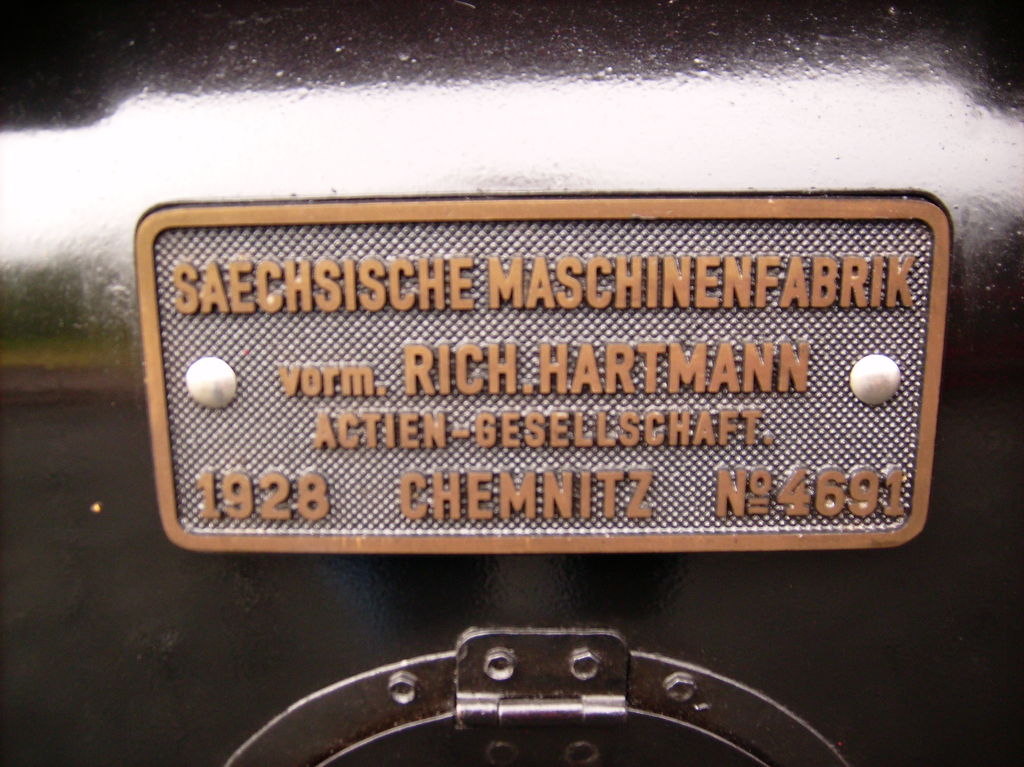 SAECHSISCHE MASCHINENFABRIK
vorm. RICH. HARTMANN
ACTIEN-GESELLSCHAFT.
1928 CHEMNITZ Nº 4691